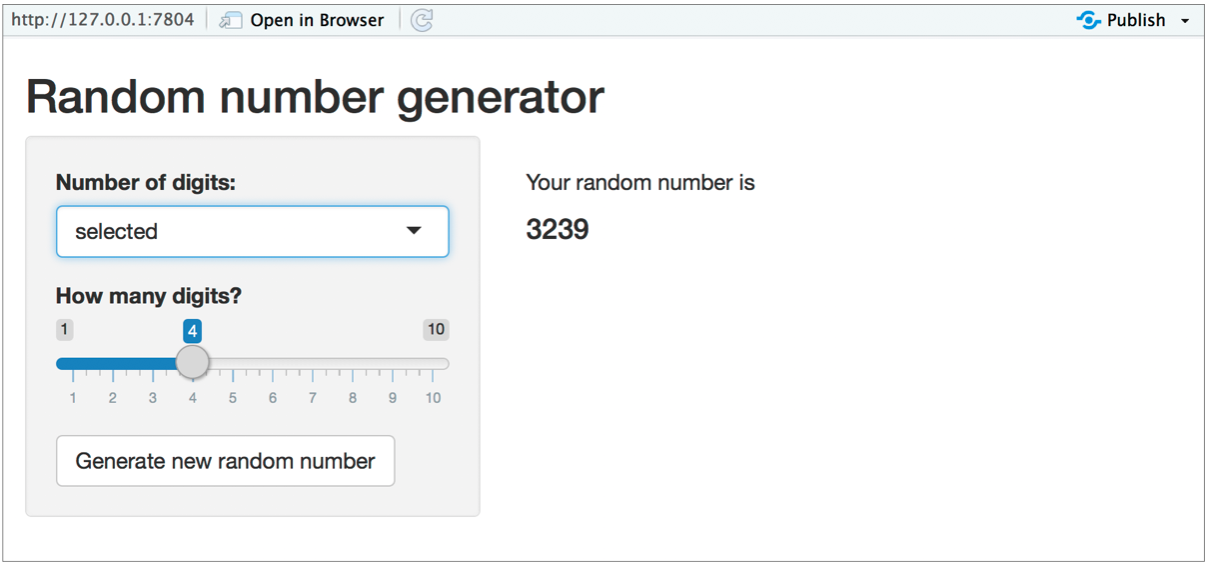 http://127.0.0.1:7804 Open in Browser Publish
Random number generator
Number of digits:
selected
How many digits?
1 4 10
1 2 3 4 5 6 7 8 9 10
Generate new random number
Your random number is
3239